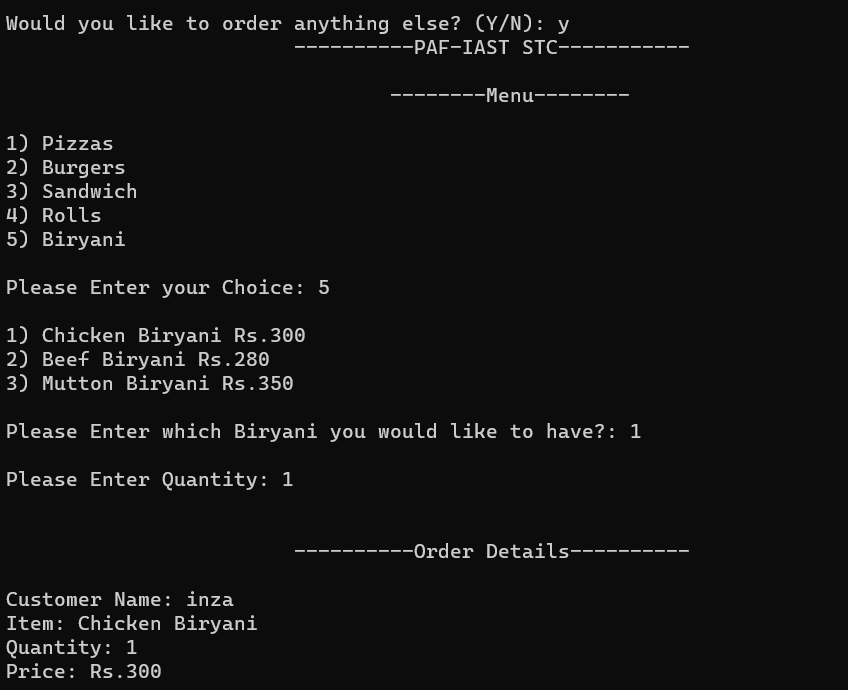 Would you like to order anything else? (Y/N): y
----------PAF-IAST STC-----------
--------Menu--------
1) Pizzas
2) Burgers
3) Sandwich
4) Rolls
5) Biryani
Please Enter your Choice: 5
1) Chicken Biryani Rs.300
2) Beef Biryani Rs.280
3) Mutton Biryani Rs.350
Please Enter which Biryani you would like to have?: 1
Please Enter Quantity: 1
----------Order Details----------
Customer Name: inza
Item: Chicken Biryani
Quantity: 1
Price: Rs.300